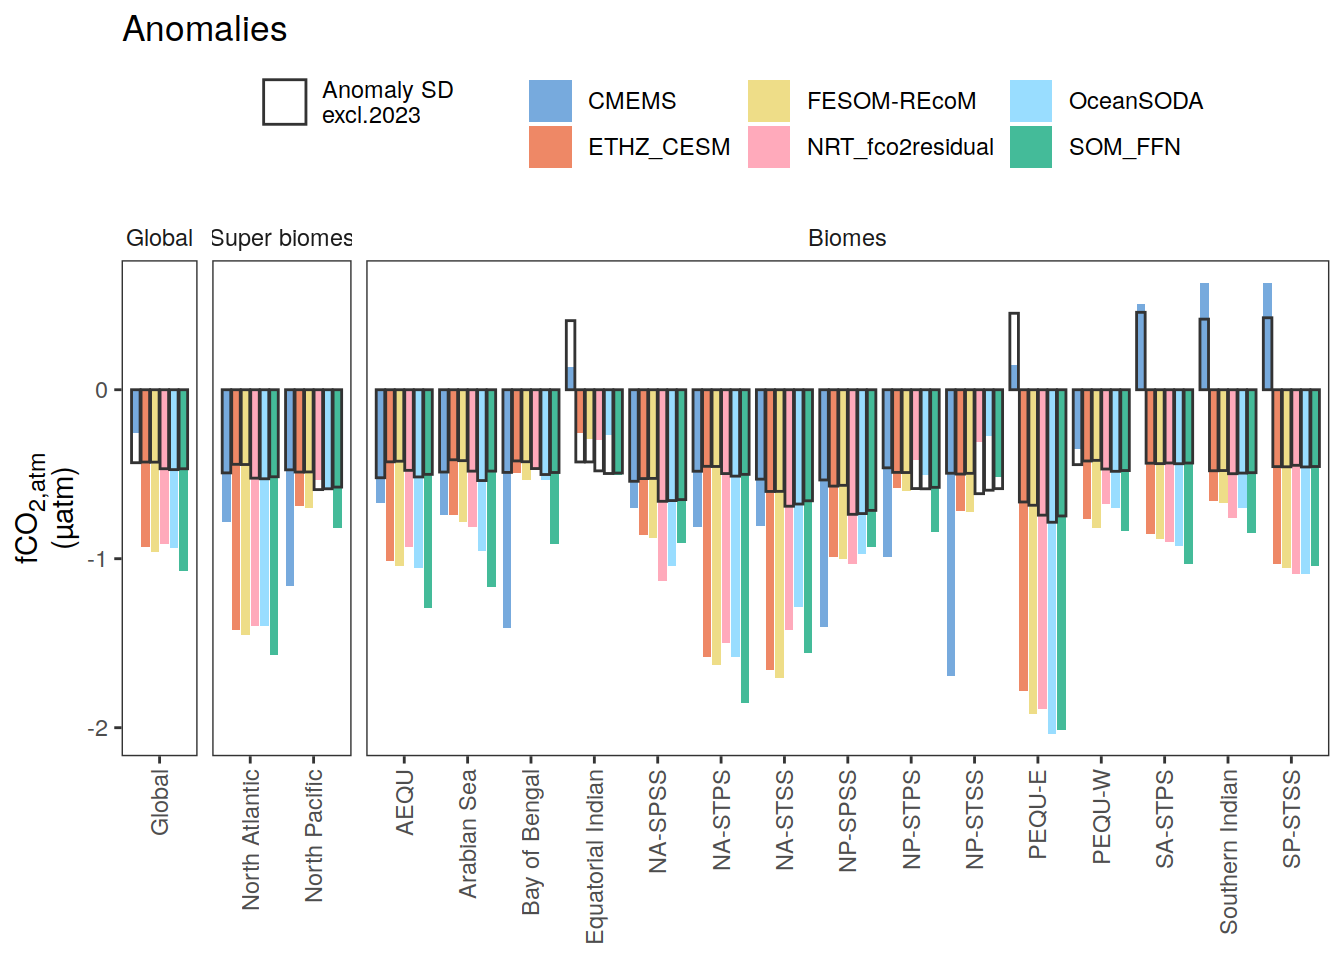 Anomalies
Anomaly SD
excl.2023
CMEMS
FESOM-REcoM
OceanSODA
ETHZ_CESM
NRT_fco2residual
SOM_FFN
Global
Super biomes
Biomes
fCO2,atm
(µatm)
0
-1
-2
Global
North Atlantic
North Pacific
AEQU
Arabian Sea
Bay of Bengal
Equatorial Indian
NA-SPSS
NA-STPS
NA-STSS
NP-SPSS
NP-STPS
NP-STSS
PEQU-E
PEQU-W
SA-STPS
Southern Indian
SP-STSS